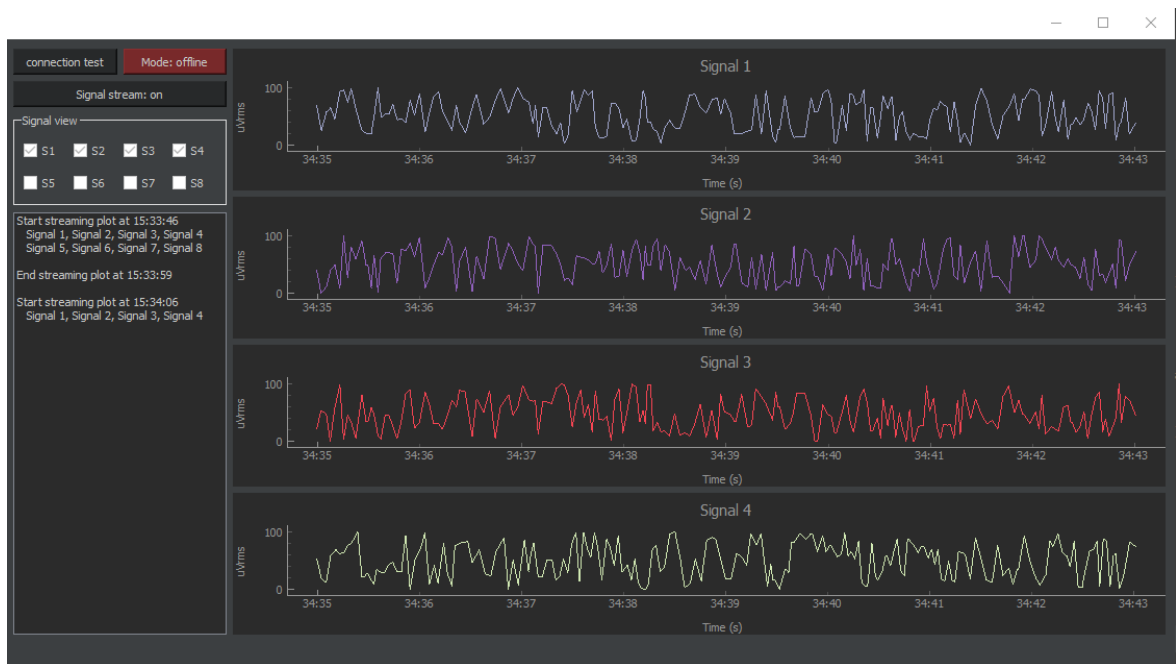 connection test
Mode: offline
Signal stream: on
Signal view
S1 S2 S3 S4
S5 S6 S7 S8
Start streaming plot at 15:33:46
Signal 1, Signal 2, Signal 3, Signal 4
Signal 5, Signal 6, Signal 7, Signal 8
End streaming plot at 15:33:59
Start streaming plot at 15:34:06
Signal 1, Signal 2, Signal 3, Signal 4
Signal 1
100
uVrms
0
34:35 34:36 34:37 34:38 34:39 34:40 34:41 34:42 34:43
Time (s)
Signal 2
100
uVrms
0
34:35 34:36 34:37 34:38 34:39 34:40 34:41 34:42 34:43
Time (s)
Signal 3
100
uVrms
0
34:35 34:36 34:37 34:38 34:39 34:40 34:41 34:42 34:43
Time (s)
Signal 4
100
uVrms
0
34:35 34:36 34:37 34:38 34:39 34:40 34:41 34:42 34:43
Time (s)